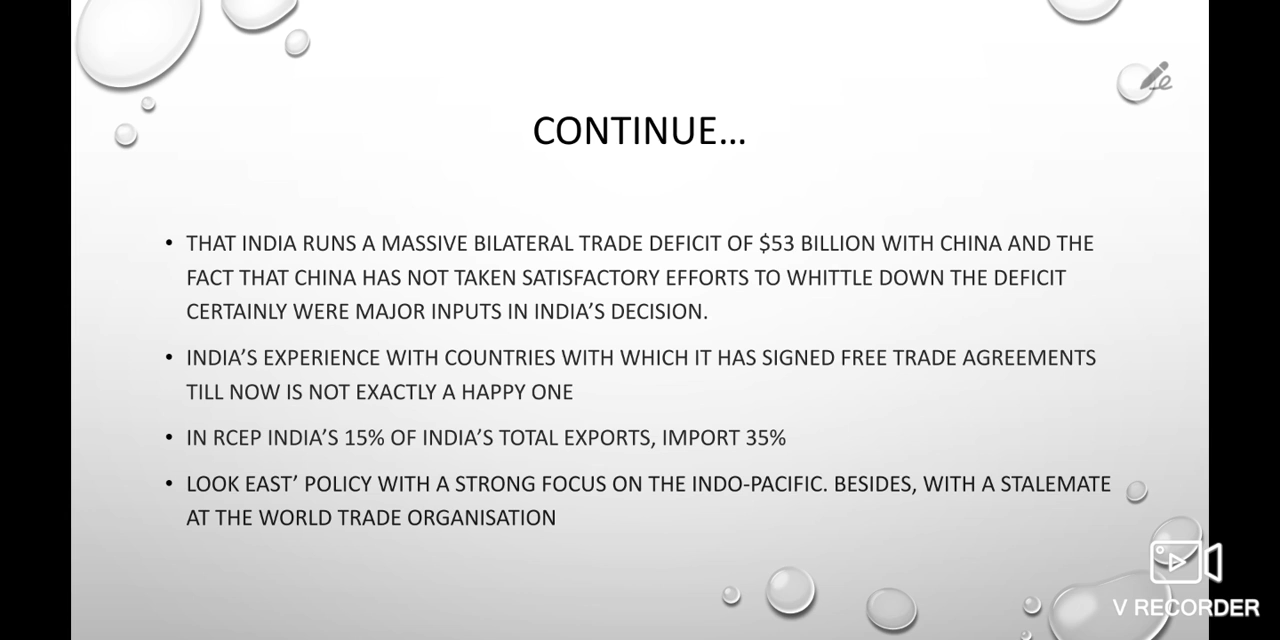 CONTINUE...
• THAT INDIA RUNS A MASSIVE BILATERAL TRADE DEFICIT OF $53 BILLION WITH CHINA AND THE
FACT THAT CHINA HAS NOT TAKEN SATISFACTORY EFFORTS TO WHITTLE DOWN THE DEFICIT
CERTAINLY WERE MAJOR INPUTS IN INDIA’S DECISION.
• INDIA’S EXPERIENCE WITH COUNTRIES WITH WHICH IT HAS SIGNED FREE TRADE AGREEMENTS
TILL NOW IS NOT EXACTLY A HAPPY ONE
• IN RCEP INDIA’S 15% OF INDIA’S TOTAL EXPORTS, IMPORT 35%
• LOOK EAST’ POLICY WITH A STRONG FOCUS ON THE INDO-PACIFIC. BESIDES, WITH A STALEMATE
AT THE WORLD TRADE ORGANISATION
V RECORDER